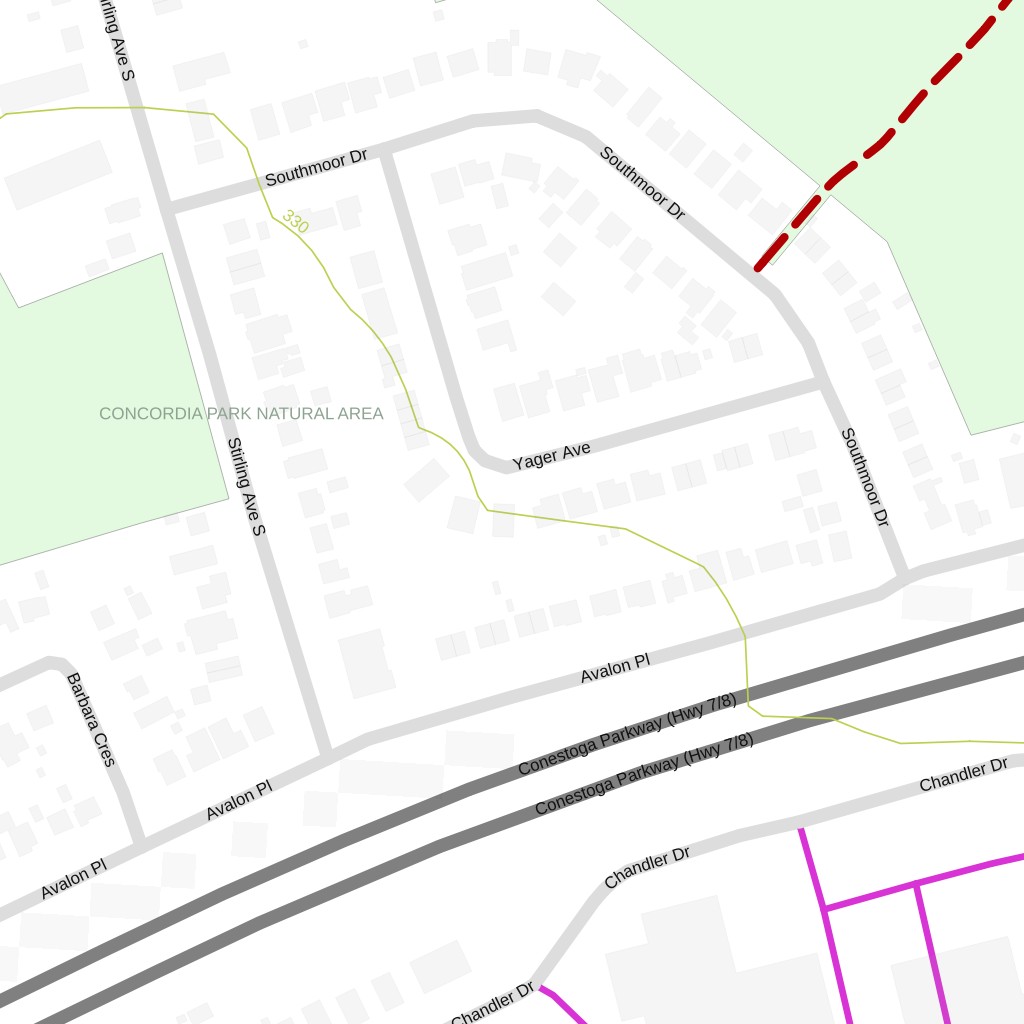 Stirling Ave S
Southmoor Dr
Southmoor Dr
330
CONCORDIA PARK NATURAL AREA
Stirling Ave S
Yager Ave
Southmoor Dr
Avalon Pl
Barbara Cres
Conestoga Parkway (Hwy 7/8)
Conestoga Parkway (Hwy 7/8)
Chandler Dr
Avalon Pl
Chandler Dr
Avalon Pl
Chandler Dr